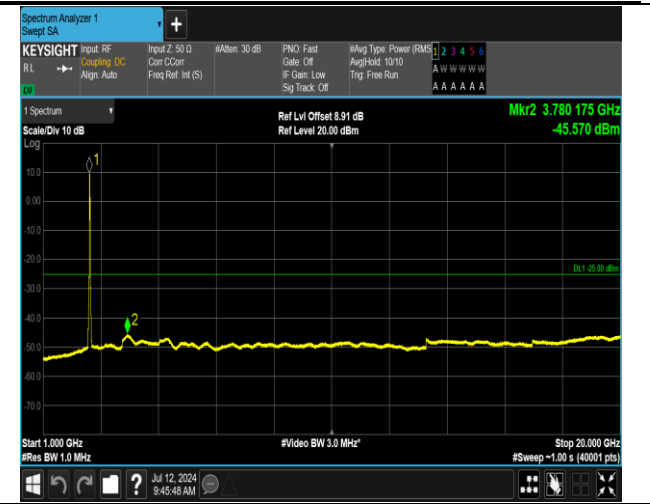 Spectrum Analyzer 1
Swept SA
+
KEYSIGHT Input: RF Input Z: 50 Ω #Atten: 30 dB PNO: Fast #Avg Type: Power (RMS 1 2 3 4 5 6
RL Coupling: DC Corr CCorr Gate: Off Avg|Hold: 10/10 A W W W W W
Align: Auto Freq Ref: Int (S) IF Gain: Low Trig: Free Run
Sig Track: Off A A A A A A
1 Spectrum
Ref Lvl Offset 8.91 dB Mkr2 3.780 175 GHz
Scale/Div 10 dB Ref Level 20.00 dBm -45.570 dBm
Log
1
10.0
0.00
-10.0
-20.0
DL1 -25.00 dBm
-30.0
-40.0
2
-50.0
-60.0
-70.0
Start 1.000 GHz #Video BW 3.0 MHz* Stop 20.000 GHz
#Res BW 1.0 MHz #Sweep ~1.00 s (40001 pts)
? Jul 12, 2024
9:45:48 AM